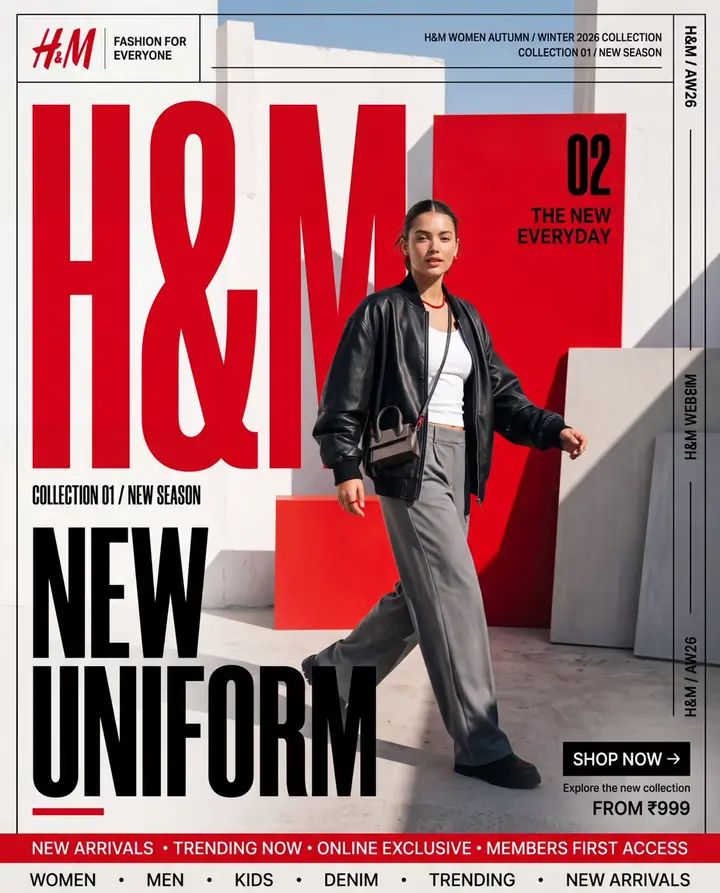 H&M
FASHION FOR
EVERYONE
H&M WOMEN AUTUMN / WINTER 2026 COLLECTION
COLLECTION 01 / NEW SEASON
H&M / AW26
H&M
02
THE NEW
EVERYDAY
H&M
COLLECTION 01 / NEW SEASON
NEW
UNIFORM
H&M / AW26
SHOP NOW →
Explore the new collection
FROM ₹999
NEW ARRIVALS • TRENDING NOW • ONLINE EXCLUSIVE • MEMBERS FIRST ACCESS
WOMEN • MEN • KIDS • DENIM • TRENDING • NEW ARRIVALS